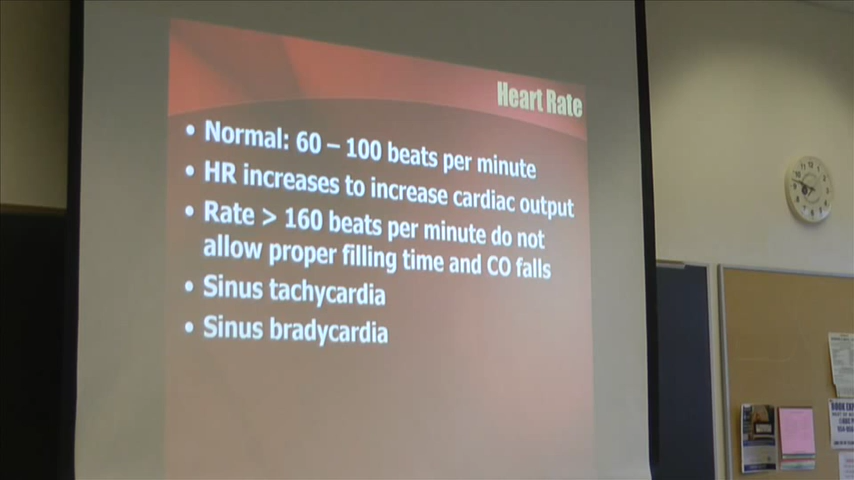 Heart Rate
• Normal: 60 – 100 beats per minute
• HR increases to increase cardiac output
• Rate > 160 beats per minute do not
allow proper filling time and CO falls
• Sinus tachycardia
• Sinus bradycardia